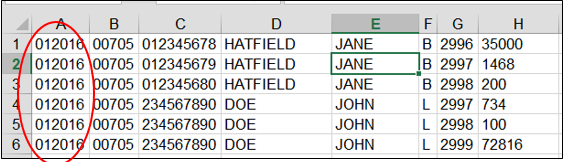 A B C D E F G H
1 012016 00705 012345678 HATFIELD JANE B 2996 35000
2 012016 00705 012345679 HATFIELD JANE B 2997 1468
3 012016 00705 012345680 HATFIELD JANE B 2998 200
4 012016 00705 234567890 DOE JOHN L 2997 734
5 012016 00705 234567890 DOE JOHN L 2998 100
6 012016 00705 234567890 DOE JOHN L 2999 72816